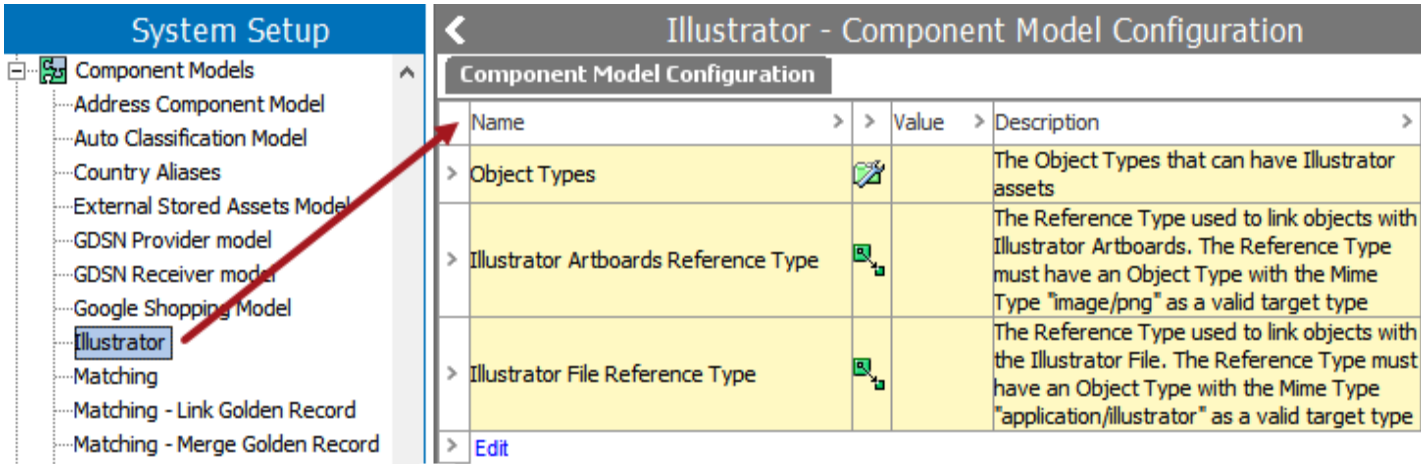 System Setup
Component Models
Address Component Model
Auto Classification Model
Country Aliases
External Stored Assets Model
GDSN Provider model
GDSN Receiver model
Google Shopping Model
Illustrator
Matching
Matching - Link Golden Record
Matching - Merge Golden Record
Illustrator - Component Model Configuration
Component Model Configuration
Name > > Value > Description >
> Object Types
The Object Types that can have Illustrator
assets
> Illustrator Artboards Reference Type
The Reference Type used to link objects with
Illustrator Artboards. The Reference Type
must have an Object Type with the Mime
Type "image/png" as a valid target type
> Illustrator File Reference Type
The Reference Type used to link objects with
the Illustrator File. The Reference Type must
have an Object Type with the Mime Type
"application/illustrator" as a valid target type
> Edit